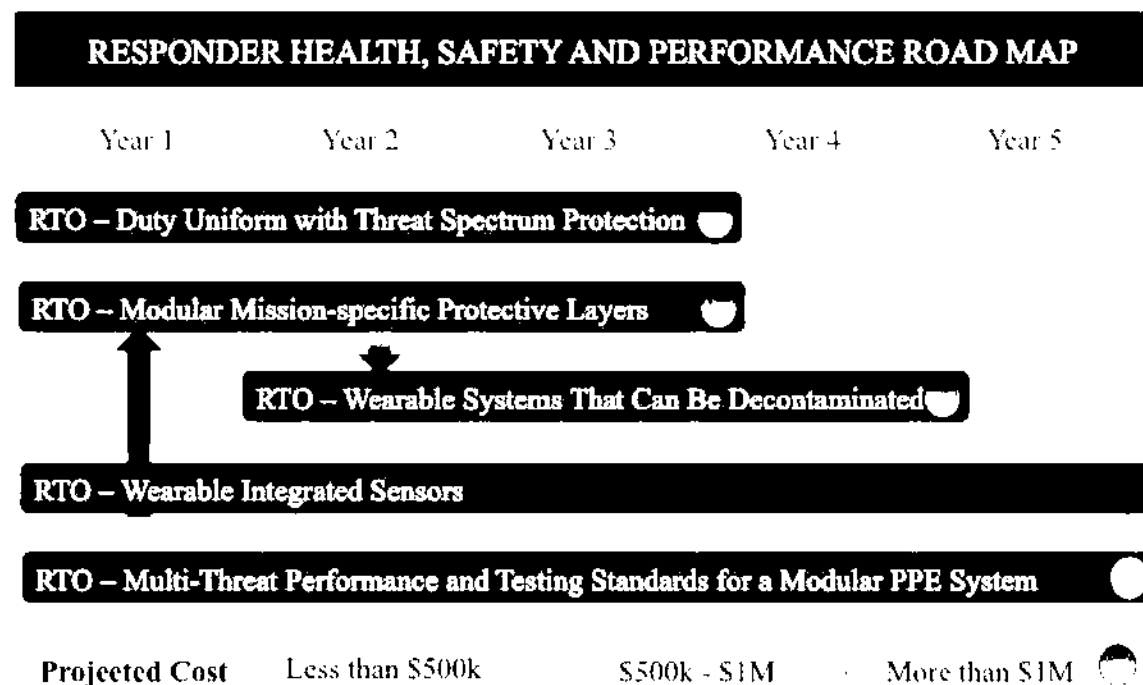 RESPONDER HEALTH, SAFETY AND PERFORMANCE ROAD MAP
Year 1 Year 2 Year 3 Year 4 Year 5
RTO – Duty Uniform with Threat Spectrum Protection
RTO – Modular Mission-specific Protective Layers
RTO – Wearable Systems That Can Be Decontaminated
RTO – Wearable Integrated Sensors
RTO – Multi-Threat Performance and Testing Standards for a Modular PPE System
Projected Cost Less than $500k $500k - $1M More than $1M